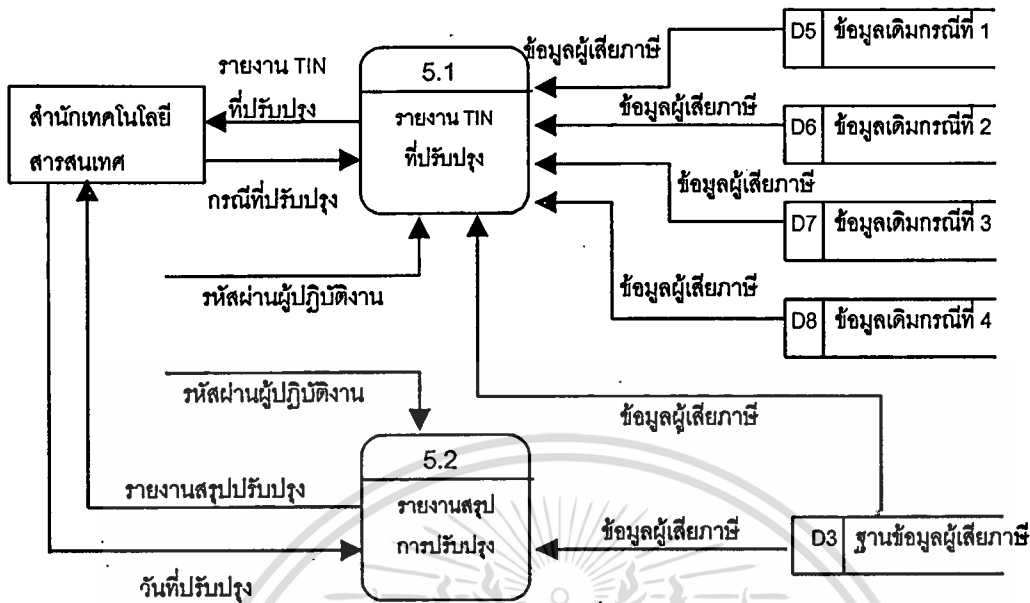 D5 ข้อมูลเดิมกรณีที่ 1
ข้อมูลผู้เสียภาษี
รายงาน TIN
ที่ปรับปรุง
5.1
รายงาน TIN
ที่ปรับปรุง
สำนักเทคโนโลยี
สารสนเทศ
ข้อมูลผู้เสียภาษี
D6 ข้อมูลเดิมกรณีที่ 2
กรณีที่ปรับปรุง
ข้อมูลผู้เสียภาษี
D7 ข้อมูลเดิมกรณีที่ 3
รหัสผ่านผู้ปฏิบัติงาน
ข้อมูลผู้เสียภาษี
D8 ข้อมูลเดิมกรณีที่ 4
รหัสผ่านผู้ปฏิบัติงาน
ข้อมูลผู้เสียภาษี
5.2
รายงานสรุป
การปรับปรุง
รายงานสรุปปรับปรุง
ข้อมูลผู้เสียภาษี
D3 ฐานข้อมูลผู้เสียภาษี
วันที่ปรับปรุง